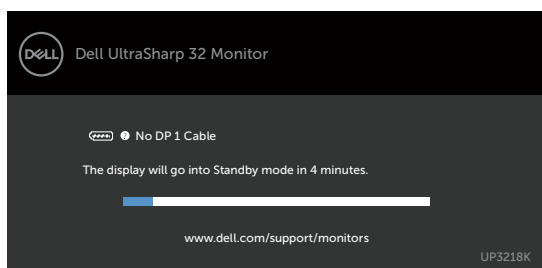 DELL
Dell UltraSharp 32 Monitor
? No DP 1 Cable
The display will go into Standby mode in 4 minutes.
www.dell.com/support/monitors
UP3218K